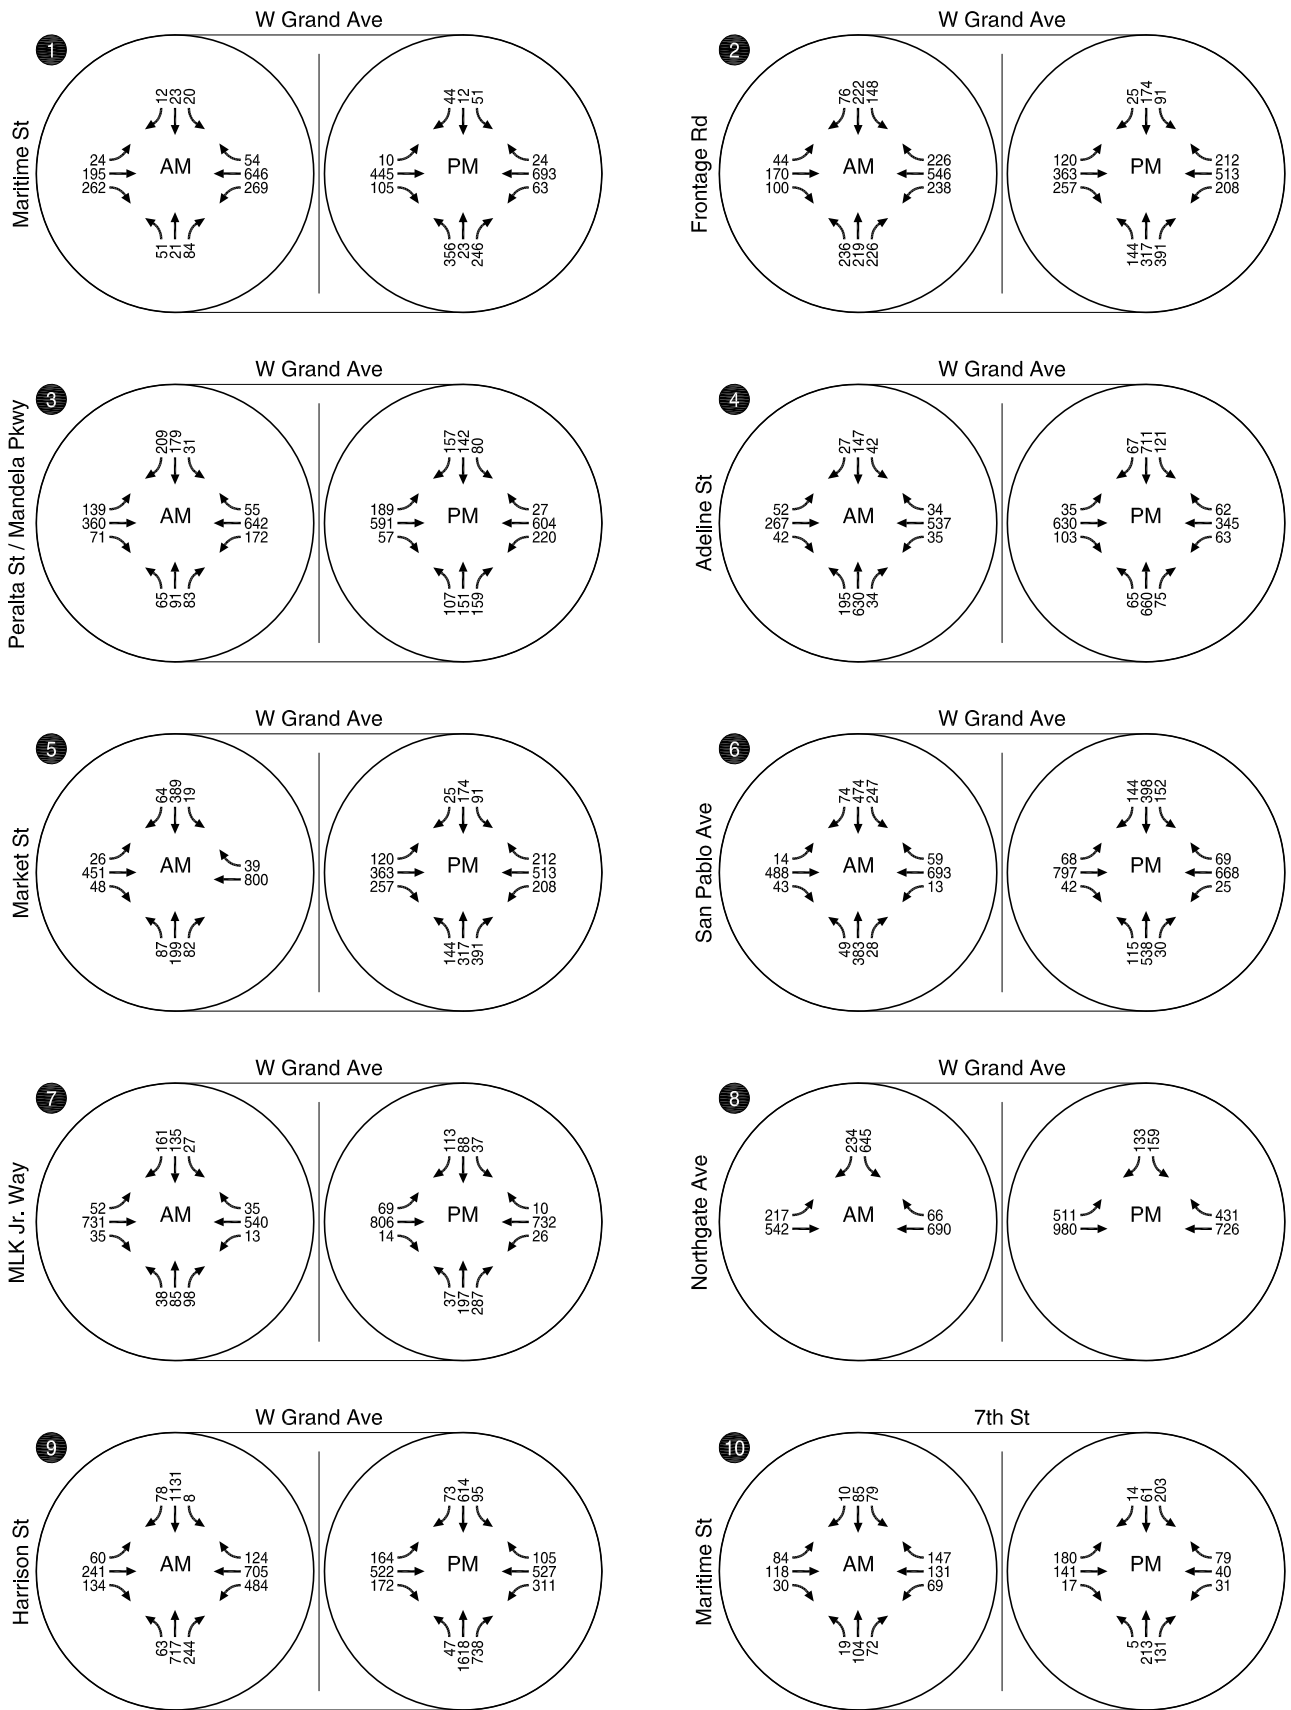 W Grand Ave
1
Maritime St
12 23 20
24
195
262
AM
54
646
269
51 21 84
44 12 51
10
445
105
PM
24
693
63
356 23 246
W Grand Ave
2
Frontage Rd
76 222 148
44
170
100
AM
226
546
238
236 219 226
25 174 91
120
363
257
PM
212
513
208
144 317 391
W Grand Ave
3
Peralta St / Mandela Pkwy
209 179 31
139
360
71
AM
55
642
172
65 91 83
157 142 80
189
591
57
PM
27
604
220
107 151 159
W Grand Ave
4
Adeline St
27 147 42
52
267
42
AM
34
537
35
195 630 34
67 711 121
35
630
103
PM
62
345
63
65 660 75
W Grand Ave
5
Market St
64 389 19
26
451
48
AM
39
800
87 199 82
25 174 91
120
363
257
PM
212
513
208
144 317 391
W Grand Ave
6
San Pablo Ave
74 474 247
14
488
43
AM
59
693
13
49 383 28
144 398 152
68
797
42
PM
69
668
25
115 538 30
W Grand Ave
7
MLK Jr. Way
161 135 27
52
731
35
AM
35
540
13
38 85 98
113 88 37
69
806
14
PM
10
732
26
37 197 287
W Grand Ave
8
Northgate Ave
234 645
217
542
AM
66
690
133 159
511
980
PM
431
726
W Grand Ave
9
Harrison St
78 1131 8
60
241
134
AM
124
705
484
63 717 244
73 614 95
164
522
172
PM
105
527
311
47 1618 738
7th St
10
Maritime St
10 85 79
84
118
30
AM
147
131
69
19 104 72
14 61 203
180
141
17
PM
79
40
31
5 213 131